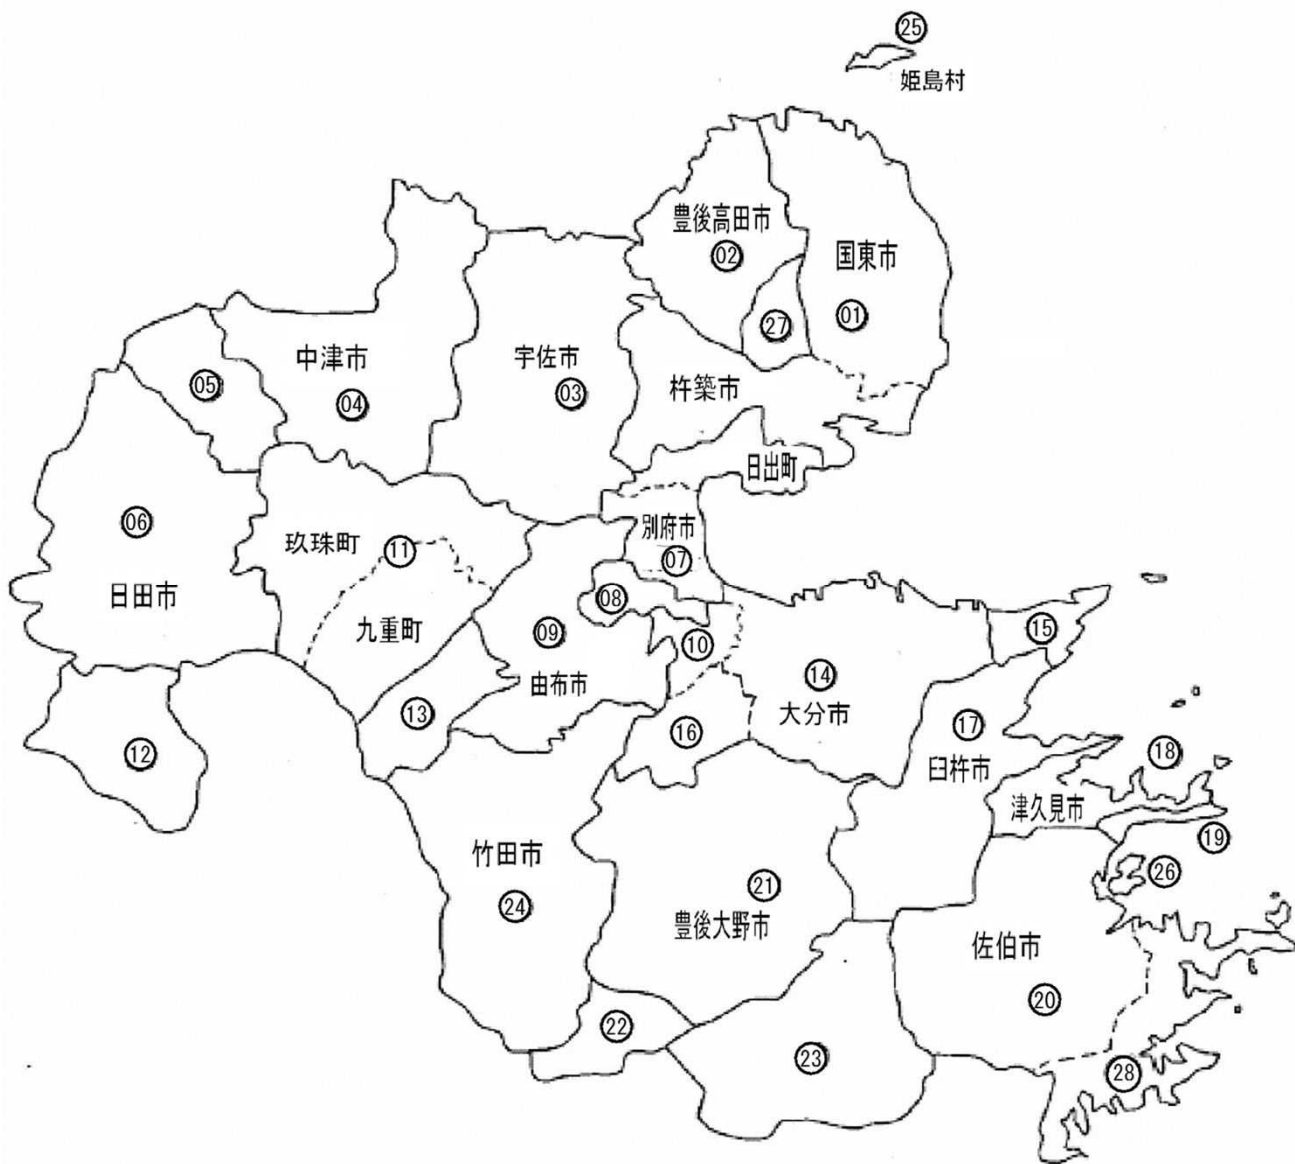 ㉕
姫島村
豊後高田市
㉒
国東市
㉗
①
中津市
宇佐市
05
04
03
杵築市
日出町
06
玖珠町
11
別府市
07
日田市
九重町
08
09
10
15
14
由布市
大分市
13
16
17
12
臼杵市
18
津久見市
19
竹田市
26
21
24
豊後大野市
佐伯市
20
22
23
28